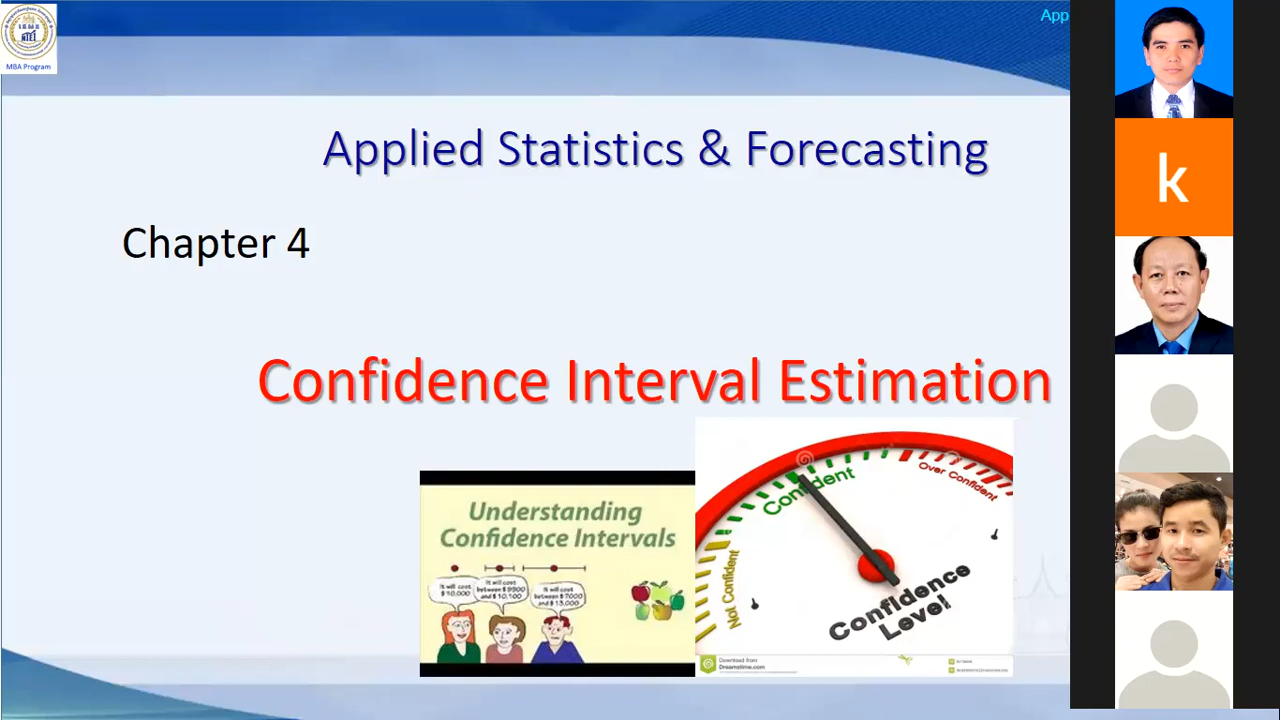 MBA Program
App
Applied Statistics & Forecasting
Chapter 4
Confidence Interval Estimation
k
Understanding
Confidence Intervals
It will cost
$10,000
It will cost
between $9900
and $10,100
It will cost
between $7000
and $13,000
Not Confident
Confident
Over Confident
Confidence
Level
Download from
Dreamstime.com